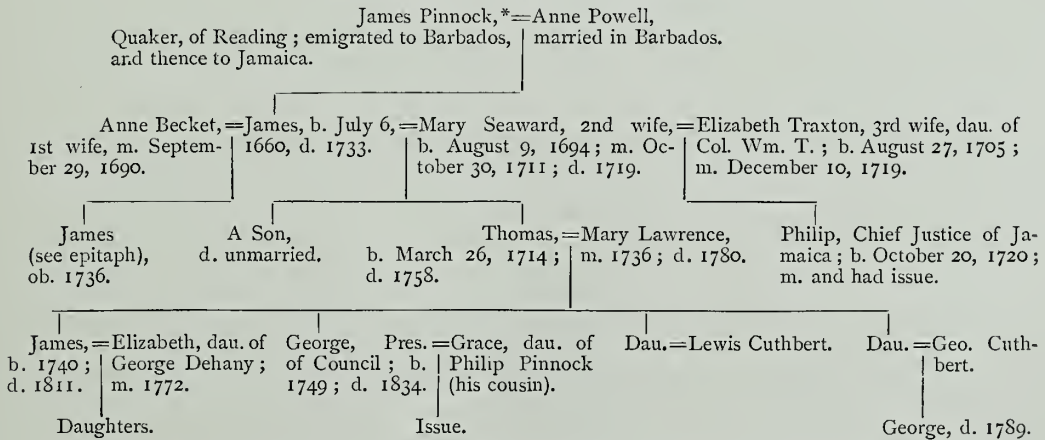 James Pinnock,*=Anne Powell,
Quaker, of Reading ; emigrated to Barbados, married in Barbados.
and thence to Jamaica.
Anne Becket,=James, b. July 6,=Mary Seaward, 2nd wife,=Elizabeth Traxton, 3rd wife, dau. of
1st wife, m. Septem- 1660, d. 1733. b. August 9, 1694 ; m. Oc- Col. Wm. T. ; b. August 27, 1705 ;
ber 29, 1690. tober 30, 1711 ; d. 1719. m. December 10, 1719.
James A Son, Thomas,=Mary Lawrence, Philip, Chief Justice of Ja-
(see epitaph), d. unmarried. b. March 26, 1714 ; m. 1736 ; d. 1780. maica ; b. October 20, 1720 ;
ob. 1736. d. 1758. m. and had issue.
James,=Elizabeth, dau. of George, Pres.=Grace, dau. of Dau.=Lewis Cuthbert. Dau.=Geo. Cuth-
b. 1740 ; George Dehany ; of Council ; b. Philip Pinnock bert.
d. 1811. m. 1772. 1749 ; d. 1834. (his cousin).
Daughters. Issue. George, d. 1789.